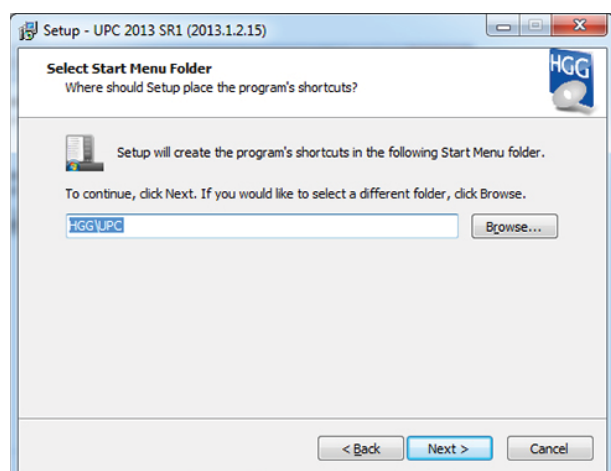 Setup - UPC 2013 SR1 (2013.1.2.15)
Select Start Menu Folder
Where should Setup place the program's shortcuts?
HGG
Setup will create the program's shortcuts in the following Start Menu folder.
To continue, click Next. If you would like to select a different folder, click Browse.
HGG\UPC
Browse...
< Back
Next >
Cancel